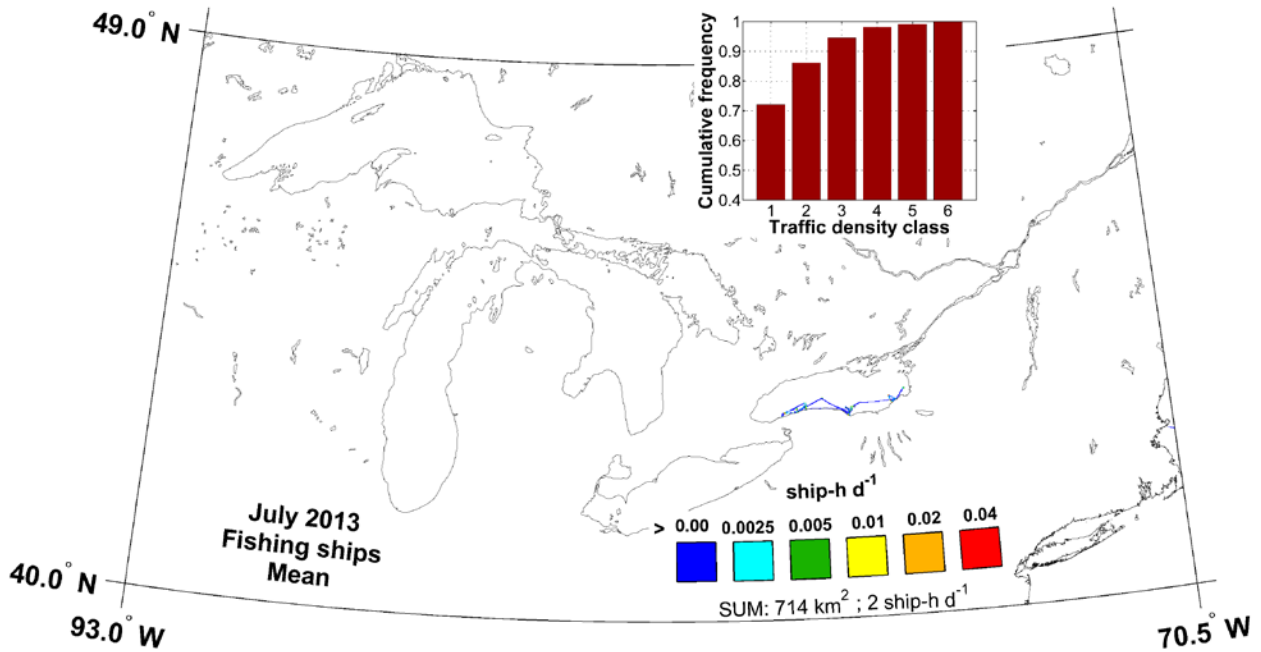 49.0° N
1
0.9
0.8
0.7
0.6
0.5
0.4
Cumulative frequency
1 2 3 4 5 6
Traffic density class
ship-h d⁻¹
> 0.00 0.0025 0.005 0.01 0.02 0.04
SUM: 714 km² ; 2 ship-h d⁻¹
July 2013
Fishing ships
Mean
40.0° N
93.0° W
70.5° W